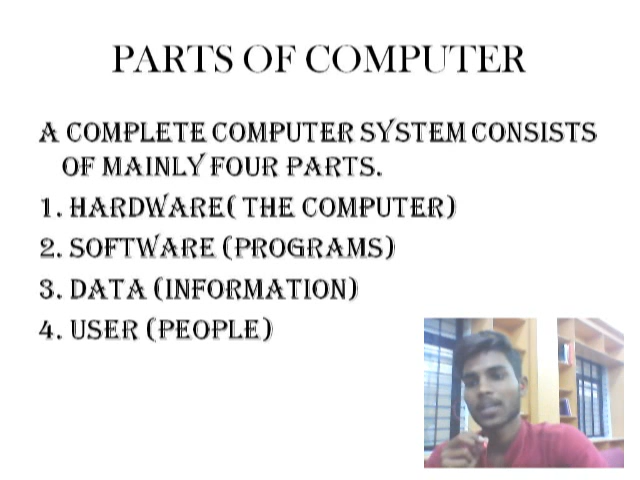 PARTS OF COMPUTER
A COMPLETE COMPUTER SYSTEM CONSISTS
OF MAINLY FOUR PARTS.
1. HARDWARE( THE COMPUTER)
2. SOFTWARE (PROGRAMS)
3. DATA (INFORMATION)
4. USER (PEOPLE)